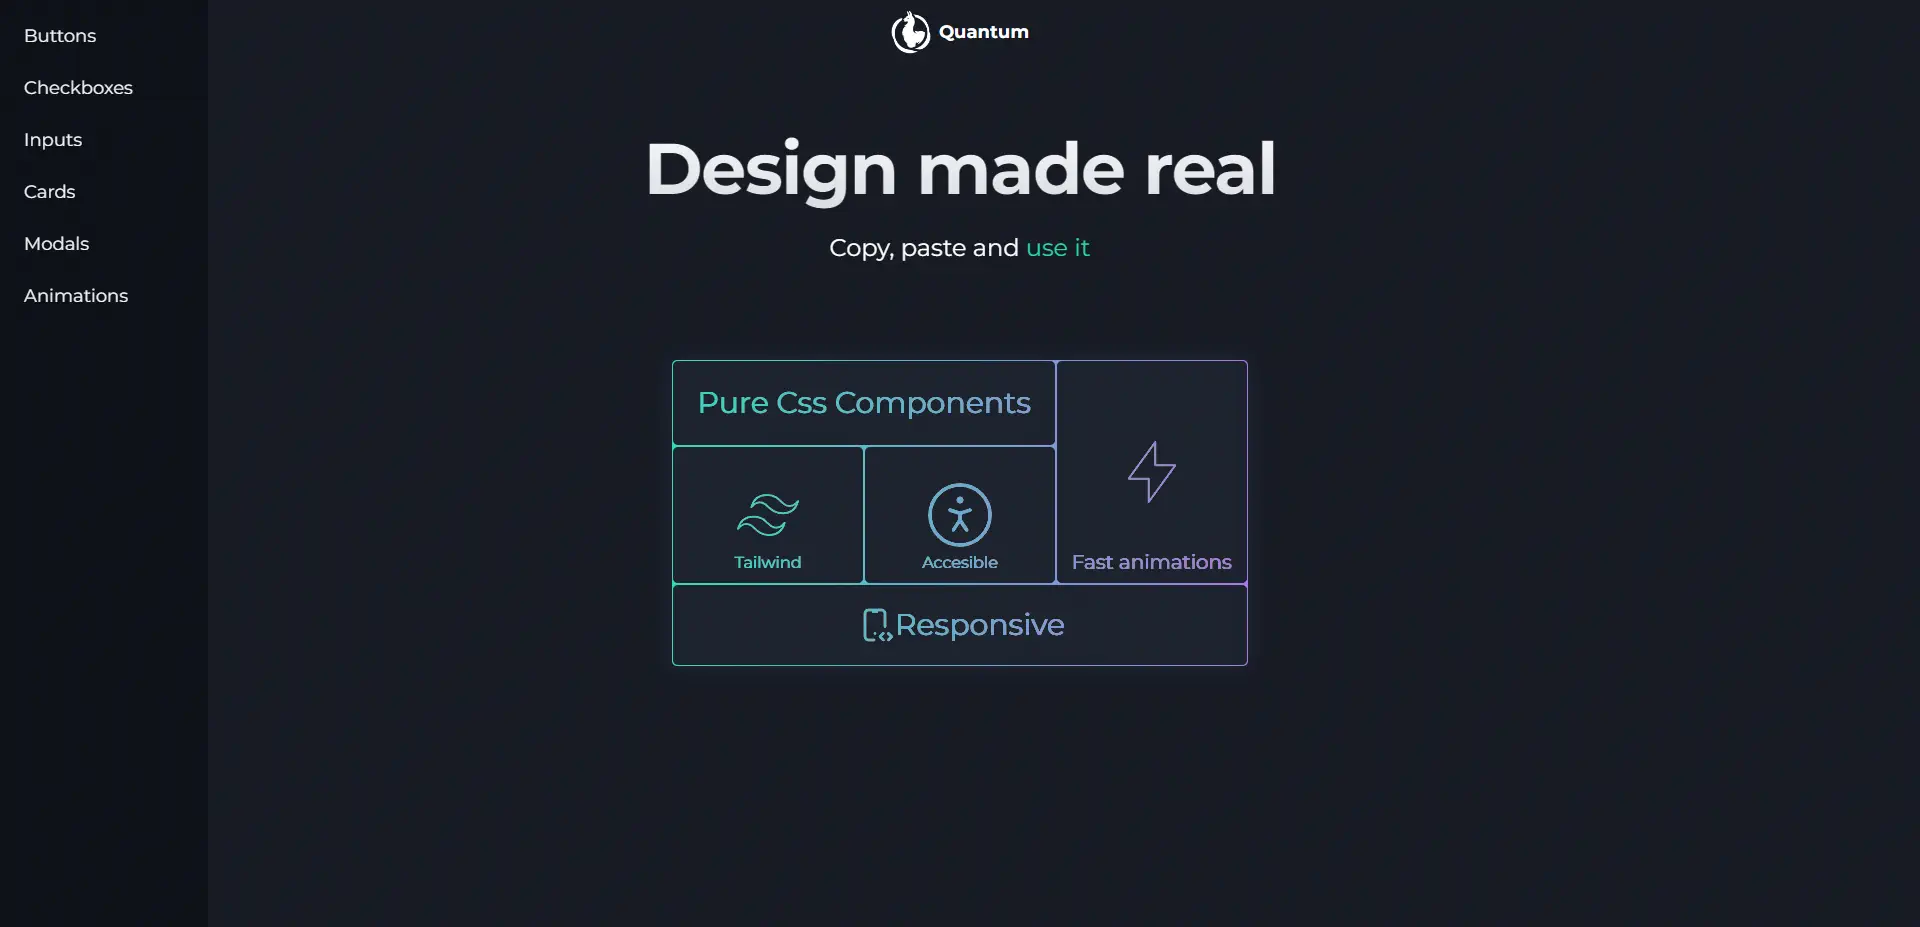 Buttons
Checkboxes
Inputs
Cards
Modals
Animations
Quantum
Design made real
Copy, paste and use it
Pure Css Components
Tailwind
Accesible
Fast animations
Responsive